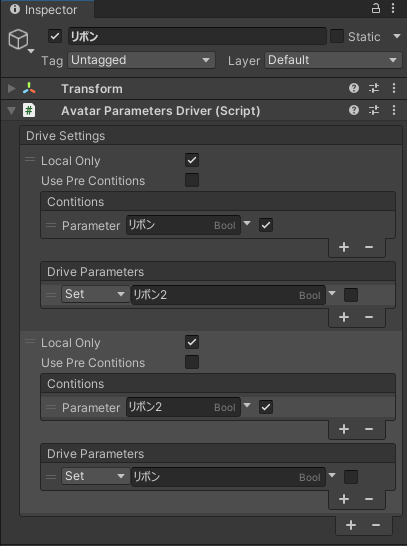 Inspector
リボン
Static
Tag Untagged Layer Default
Transform
# Avatar Parameters Driver (Script)
Drive Settings
Local Only
Use Pre Contitions
Contitions
Parameter リボン Bool
+ −
Drive Parameters
Set リボン2 Bool
+ −
Local Only
Use Pre Contitions
Contitions
Parameter リボン2 Bool
+ −
Drive Parameters
Set リボン Bool
+ −
+ −